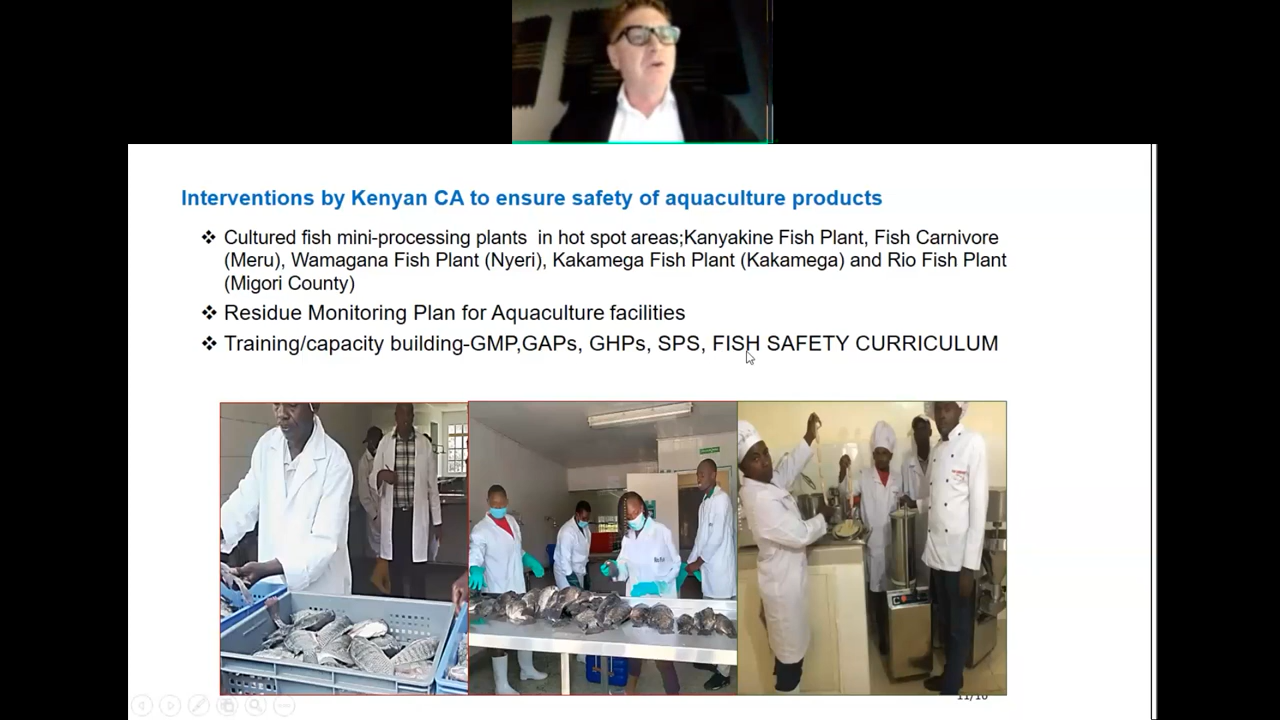 Interventions by Kenyan CA to ensure safety of aquaculture products
❖ Cultured fish mini-processing plants in hot spot areas;Kanyakine Fish Plant, Fish Carnivore
(Meru), Wamagana Fish Plant (Nyeri), Kakamega Fish Plant (Kakamega) and Rio Fish Plant
(Migori County)
❖ Residue Monitoring Plan for Aquaculture facilities
❖ Training/capacity building-GMP,GAPs, GHPs, SPS, FISH SAFETY CURRICULUM